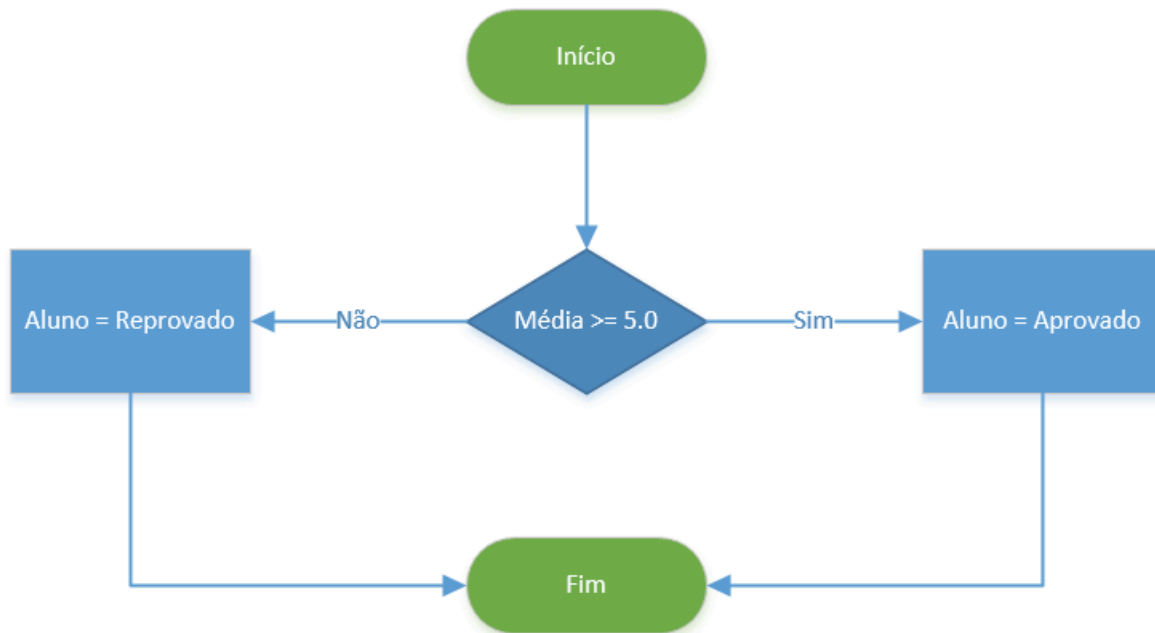 Início
Aluno = Reprovado
Não
Média >= 5.0
Sim
Aluno = Aprovado
Fim